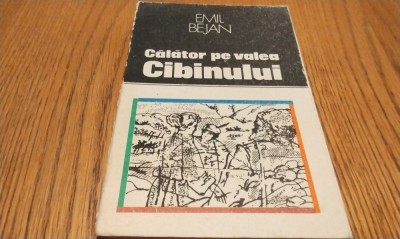 EMIL
BEJAN
Călător pe valea
Cibinului